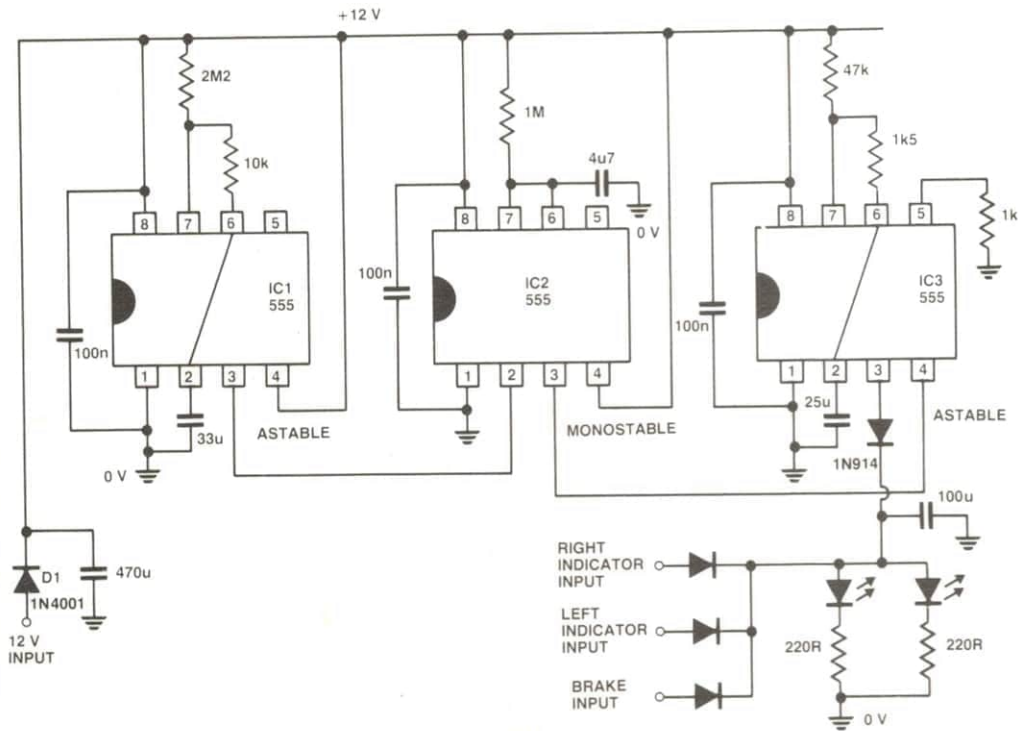 +12 V
2M2
10k
8 7 6 5
IC1
555
100n
1 2 3 4
33u
ASTABLE
0 V
1M
4u7
0 V
8 7 6 5
IC2
555
100n
1 2 3 4
MONOSTABLE
47k
1k5
1k
8 7 6 5
IC3
555
100n
1 2 3 4
25u
ASTABLE
1N914
100u
D1
1N4001
470u
12 V
INPUT
RIGHT
INDICATOR
INPUT
LEFT
INDICATOR
INPUT
BRAKE
INPUT
220R
220R
0 V